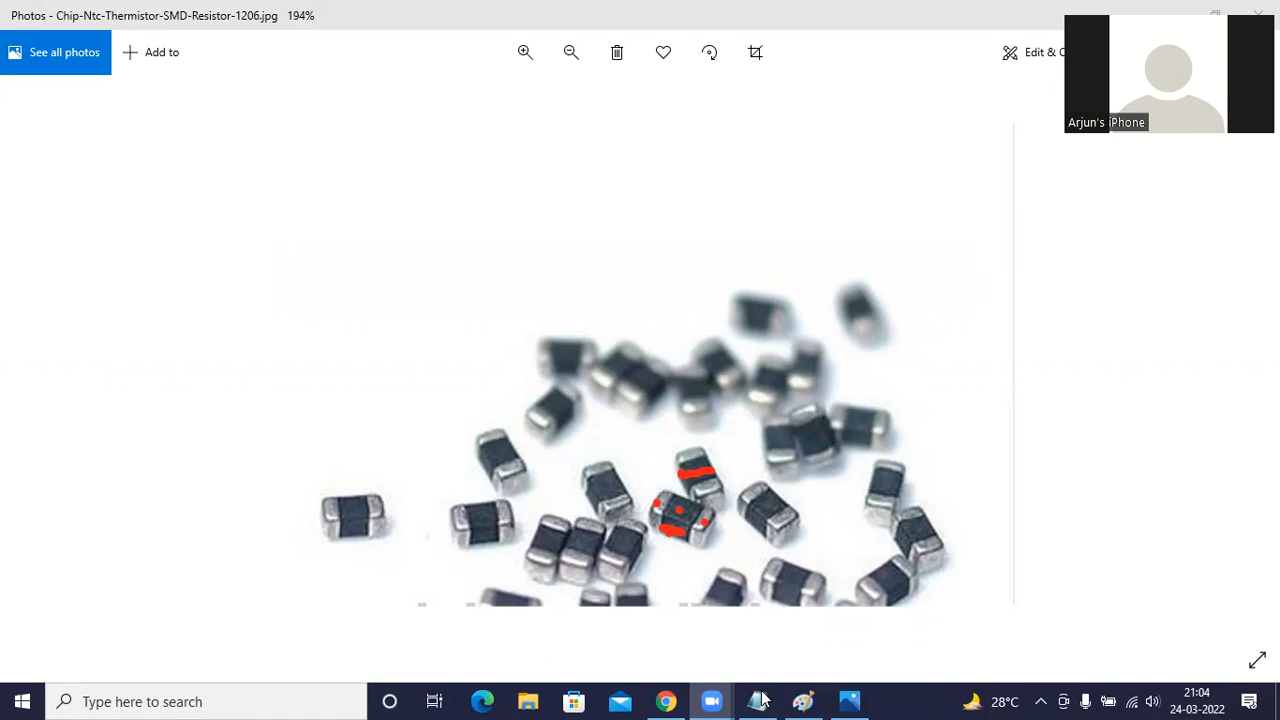 Photos - Chip-Ntc-Thermistor-SMD-Resistor-1206.jpg 194%
See all photos
Add to
Edit & C
Arjun's iPhone
Type here to search
28°C
21:04
24-03-2022